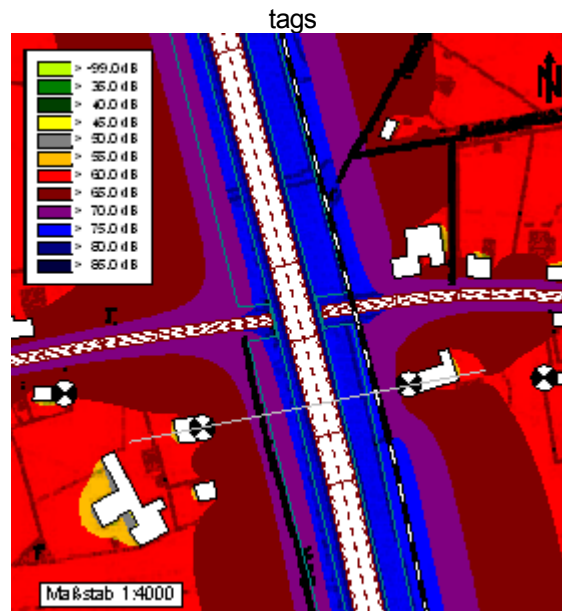 tags
> -99.0 dB
> 35.0 dB
> 40.0 dB
> 45.0 dB
> 50.0 dB
> 55.0 dB
> 60.0 dB
> 65.0 dB
> 70.0 dB
> 75.0 dB
> 80.0 dB
> 85.0 dB
N
Maßstab 1:4000